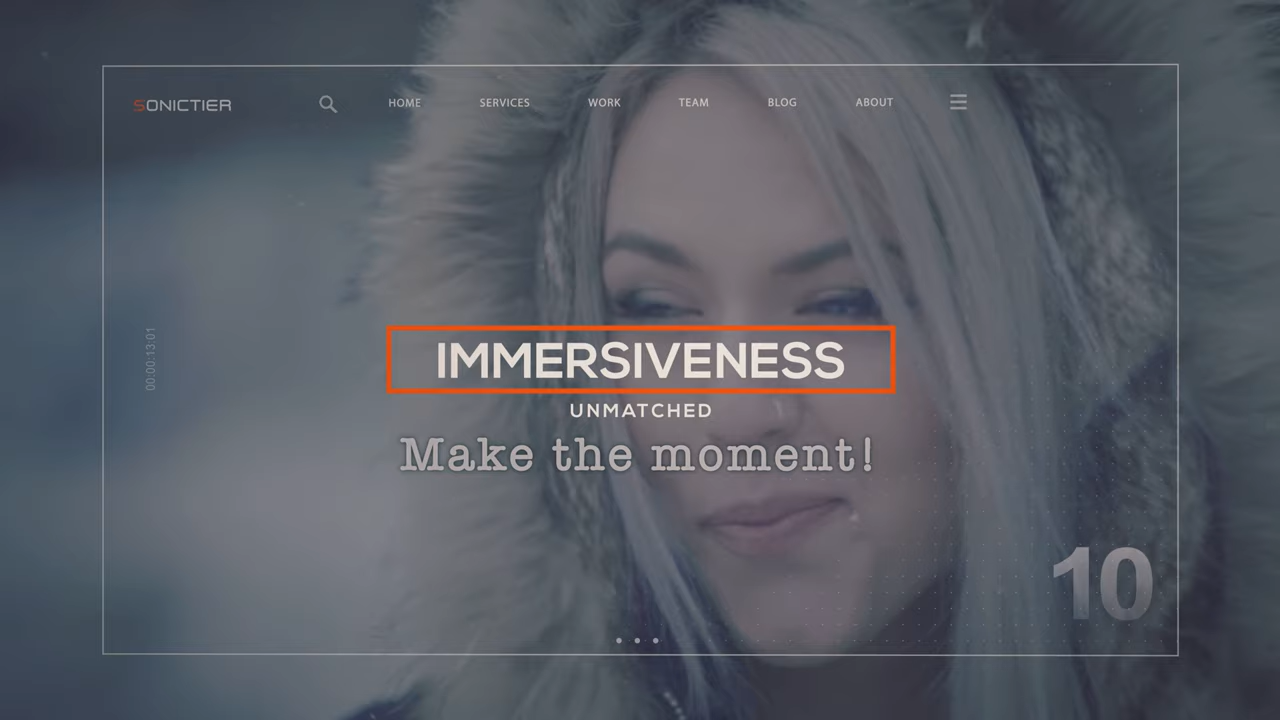 SONICTIER
HOME SERVICES WORK TEAM BLOG ABOUT
00:00:13:01
IMMERSIVENESS
UNMATCHED
Make the moment!
10